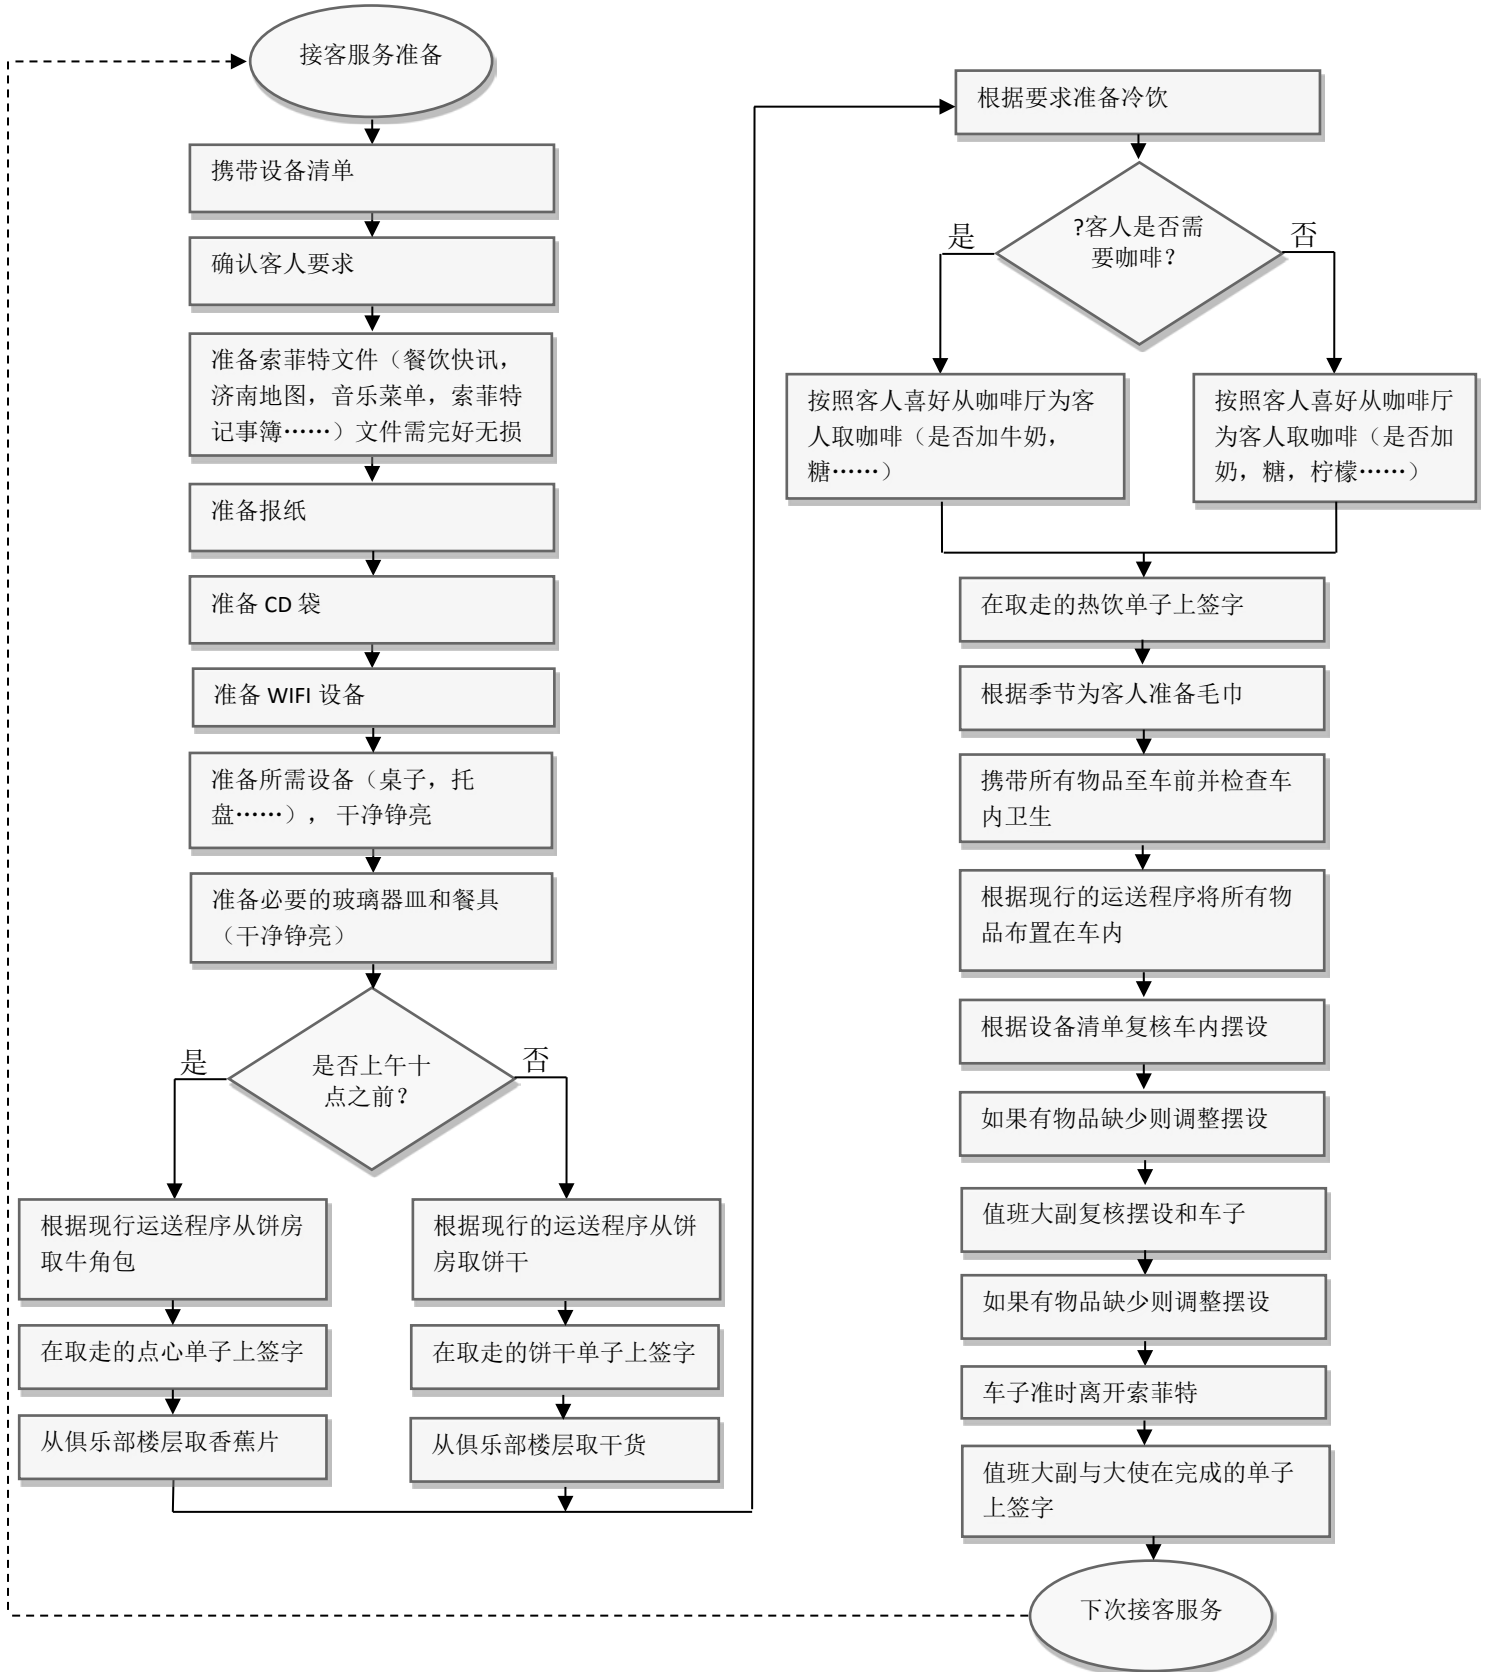 接客服务准备
携带设备清单
确认客人要求
准备索菲特文件（餐饮快讯，
济南地图，音乐菜单，索菲特
记事簿……）文件需完好无损
准备报纸
准备 CD 袋
准备 WIFI 设备
准备所需设备（桌子，托
盘……），干净铮亮
准备必要的玻璃器皿和餐具
（干净铮亮）
是否上午十
点之前？
是
否
根据现行运送程序从饼房
取牛角包
在取走的点心单子上签字
从俱乐部楼层取香蕉片
根据现行的运送程序从饼
房取饼干
在取走的饼干单子上签字
从俱乐部楼层取干货
根据要求准备冷饮
?客人是否需
要咖啡？
是
否
按照客人喜好从咖啡厅为客
人取咖啡（是否加牛奶，
糖……）
按照客人喜好从咖啡厅
为客人取咖啡（是否加
奶，糖，柠檬……）
在取走的热饮单子上签字
根据季节为客人准备毛巾
携带所有物品至车前并检查车
内卫生
根据现行的运送程序将所有物
品布置在车内
根据设备清单复核车内摆设
如果有物品缺少则调整摆设
值班大副复核摆设和车子
如果有物品缺少则调整摆设
车子准时离开索菲特
值班大副与大使在完成的单子
上签字
下次接客服务